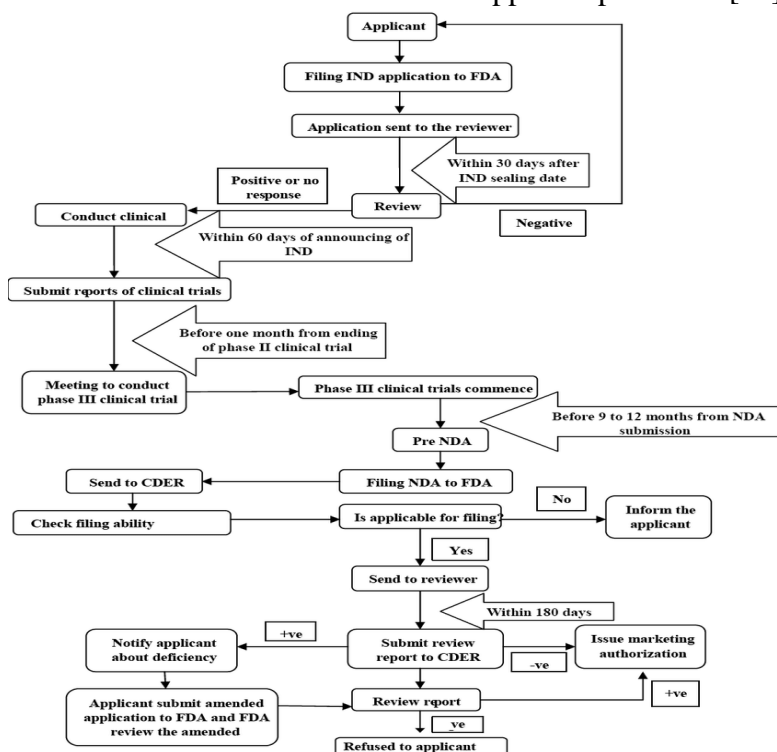 Applicant
Filing IND application to FDA
Application sent to the reviewer
Within 30 days after
IND sealing date
Positive or no
response
Review
Negative
Conduct clinical
Within 60 days of announcing of
IND
Submit reports of clinical trials
Before one month from ending
of phase II clinical trial
Meeting to conduct
phase III clinical trial
Phase III clinical trials commence
Before 9 to 12 months from NDA
submission
Pre NDA
Send to CDER
Filing NDA to FDA
No
Inform the
applicant
Check filing ability
Is applicable for filing?
Yes
Send to reviewer
Within 180 days
+ve
Notify applicant
about deficiency
Submit review
report to CDER
-ve
Issue marketing
authorization
Applicant submit amended
application to FDA and FDA
review the amended
Review report
+ve
ve
Refused to applicant